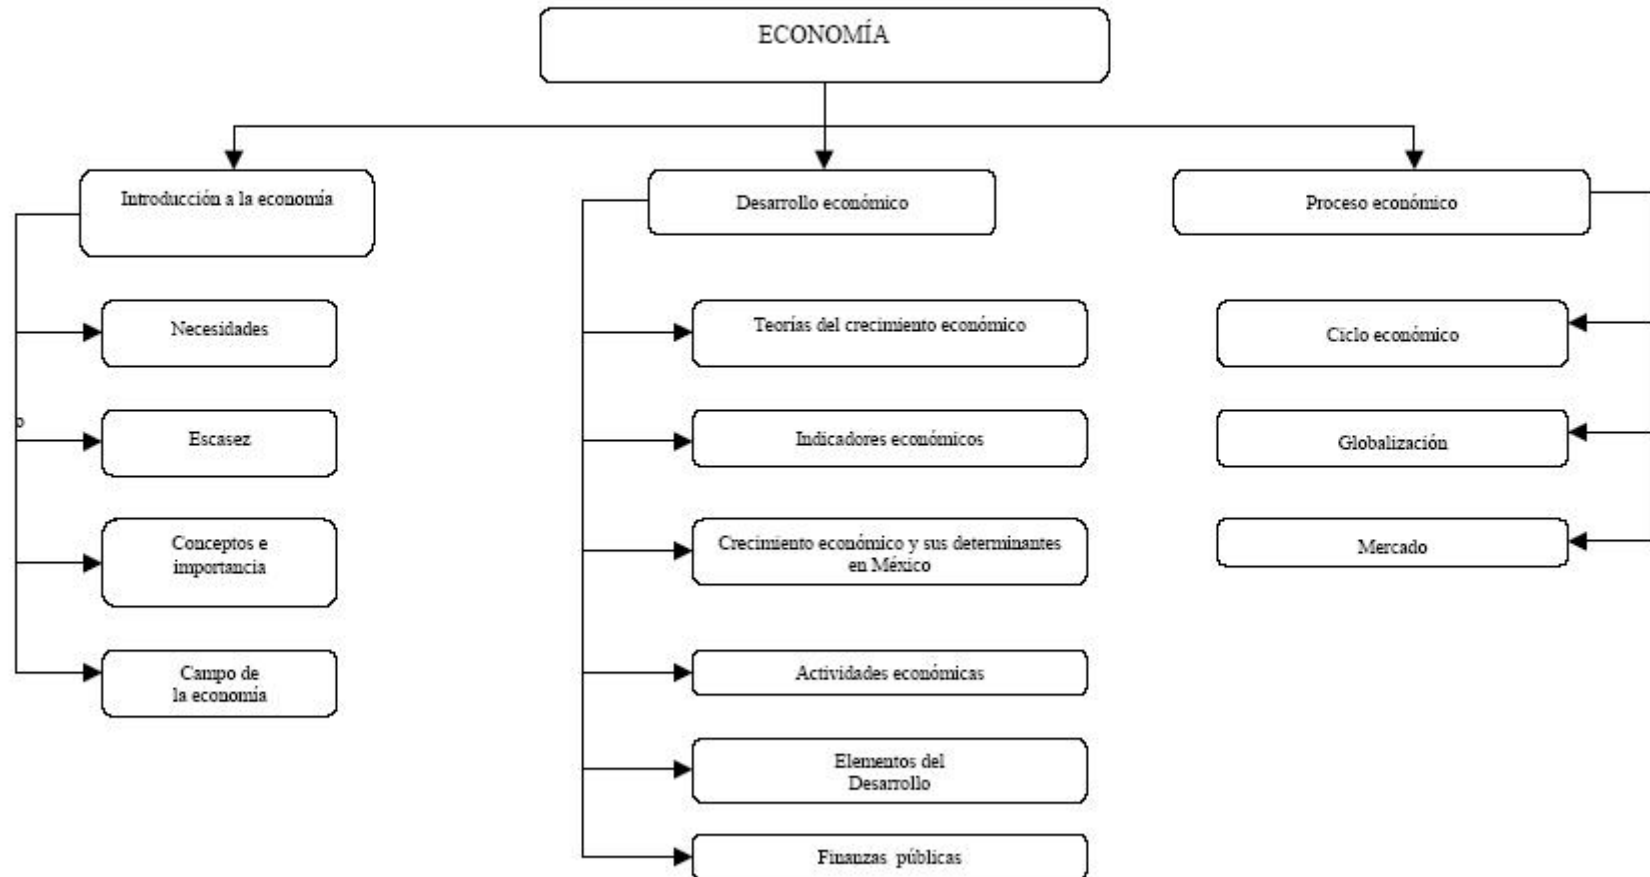 ECONOMÍA
Introducción a la economía
Necesidades
Escasez
Conceptos e
importancia
Campo de
la economía
Desarrollo económico
Teorías del crecimiento económico
Indicadores económicos
Crecimiento económico y sus determinantes
en México
Actividades económicas
Elementos del
Desarrollo
Finanzas públicas
Proceso económico
Ciclo económico
Globalización
Mercado